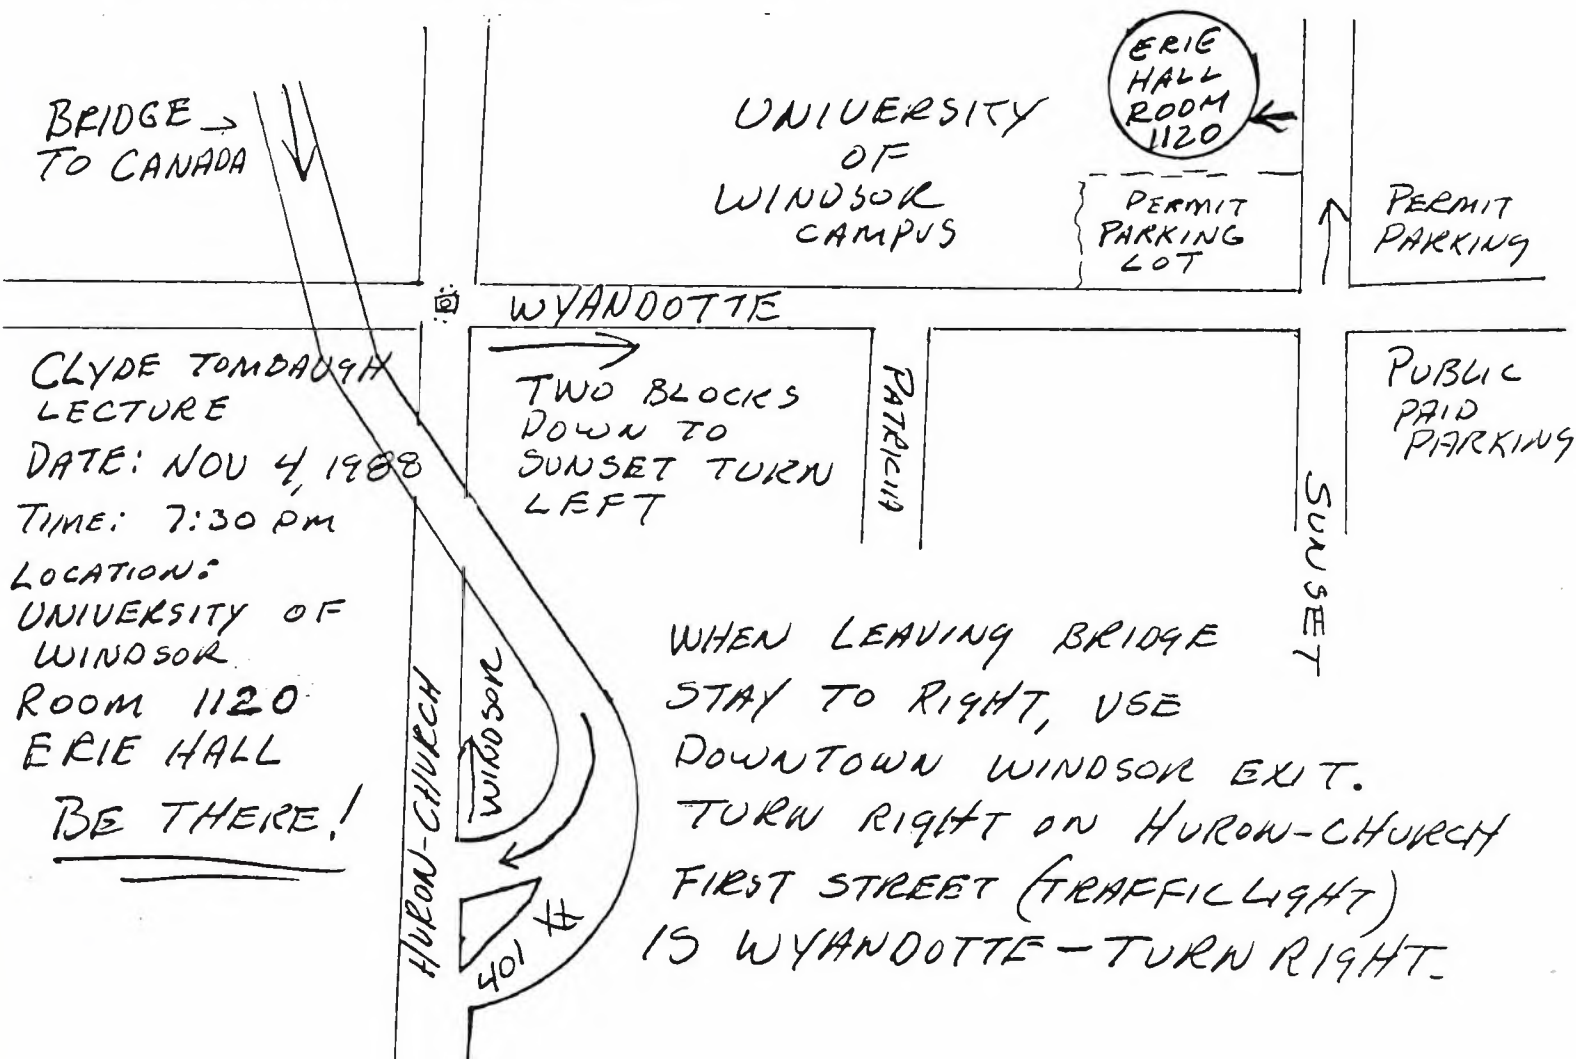 BRIDGE →
TO CANADA
UNIVERSITY
OF
WINDSOR
CAMPUS
ERIE
HALL
ROOM
1120
PERMIT
PARKING
LOT
PERMIT
PARKING
WYANDOTTE
CLYDE TOMBAUGH
LECTURE
DATE: NOV 4, 1988
TIME: 7:30 PM
LOCATION:
UNIVERSITY OF
WINDSOR
ROOM 1120
ERIE HALL
BE THERE!
TWO BLOCKS
DOWN TO
SUNSET TURN
LEFT
PATRICIA
PUBLIC
PAID
PARKING
SUNSET
HURON-CHURCH
WINDSOR
401
WHEN LEAVING BRIDGE
STAY TO RIGHT, USE
DOWNTOWN WINDSOR EXIT.
TURN RIGHT ON HURON-CHURCH
FIRST STREET (TRAFFIC LIGHT)
IS WYANDOTTE - TURN RIGHT.